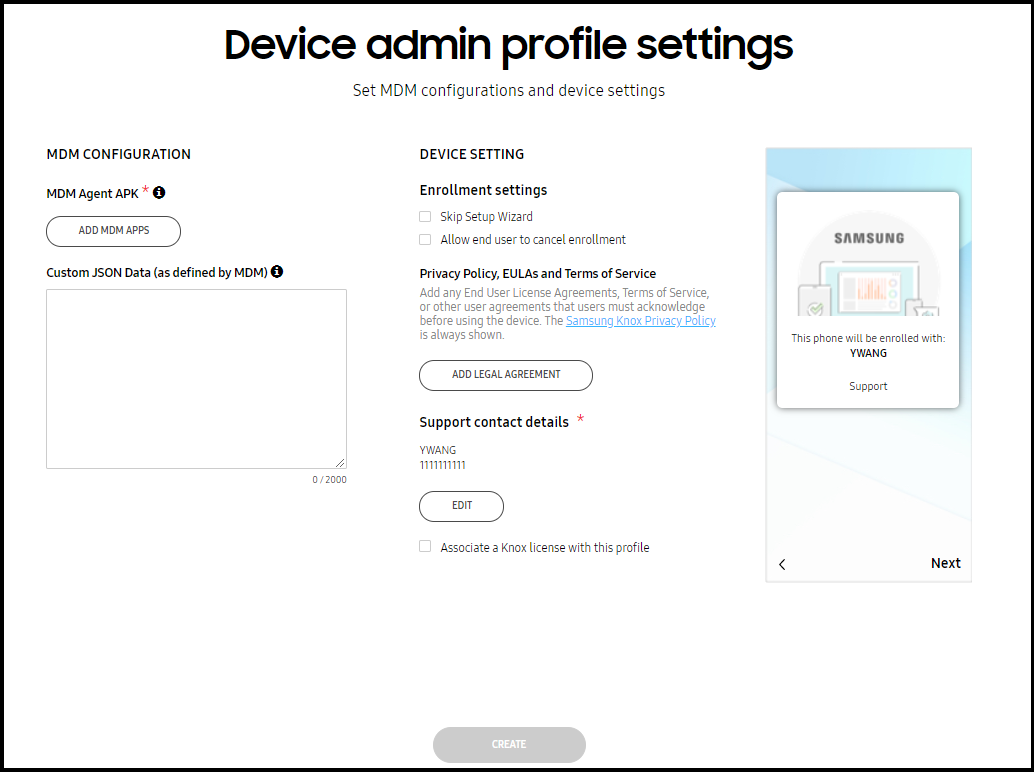 Device admin profile settings
Set MDM configurations and device settings
MDM CONFIGURATION
MDM Agent APK *
ADD MDM APPS
Custom JSON Data (as defined by MDM)
0 / 2000
DEVICE SETTING
Enrollment settings
Skip Setup Wizard
Allow end user to cancel enrollment
Privacy Policy, EULAs and Terms of Service
Add any End User License Agreements, Terms of Service,
or other user agreements that users must acknowledge
before using the device. The Samsung Knox Privacy Policy
is always shown.
ADD LEGAL AGREEMENT
Support contact details *
YWANG
1111111111
EDIT
Associate a Knox license with this profile
SAMSUNG
This phone will be enrolled with:
YWANG
Support
Next
CREATE